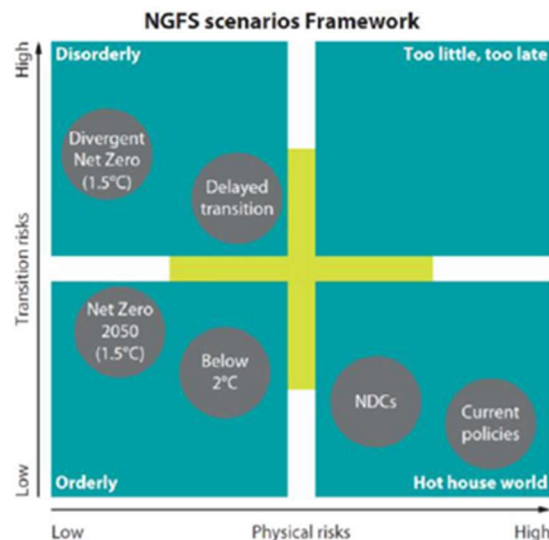 NGFS scenarios Framework
High
Disorderly
Too little, too late
Divergent
Net Zero
(1.5°C)
Delayed
transition
Transition risks
Net Zero
2050
(1.5°C)
Below
2°C
NDCs
Current
policies
Low
Orderly
Hot house world
Low
Physical risks
High